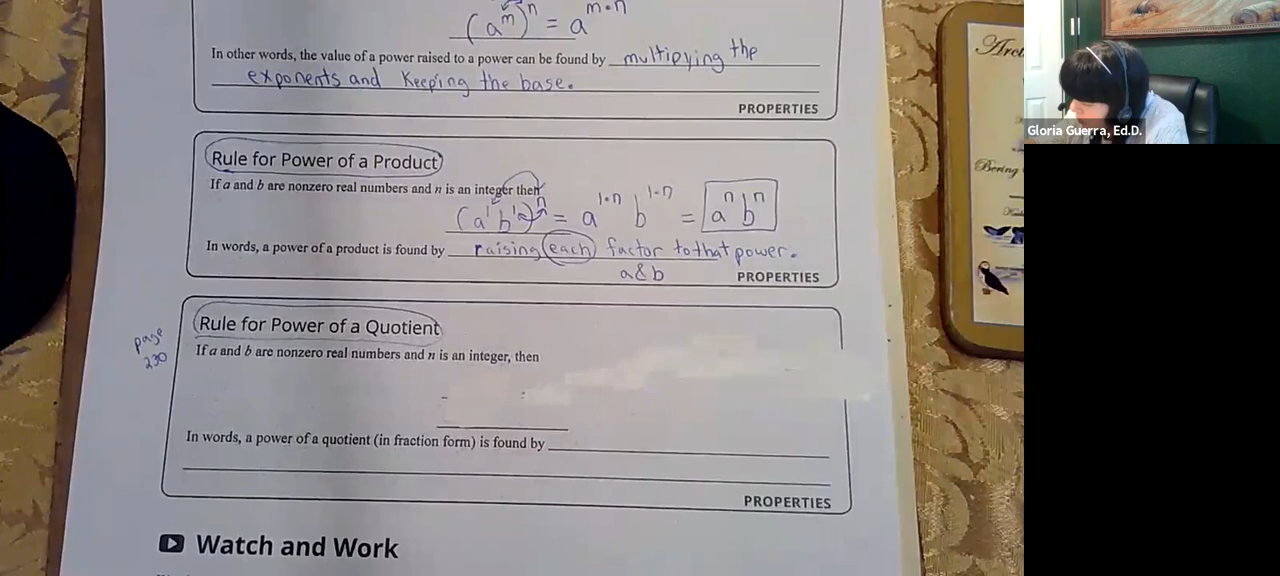 (a^m)^n = a^{m·n}
In other words, the value of a power raised to a power can be found by multipying the
exponents and keeping the base.
PROPERTIES
Rule for Power of a Product
If a and b are nonzero real numbers and n is an integer then
(a^1 b^1)^n = a^{1·n} b^{1·n} = a^n b^n
In words, a power of a product is found by raising each factor to that power.
a & b
PROPERTIES
page
230
Rule for Power of a Quotient
If a and b are nonzero real numbers and n is an integer, then
In words, a power of a quotient (in fraction form) is found by
PROPERTIES
Watch and Work
Gloria Guerra, Ed.D.
Bering